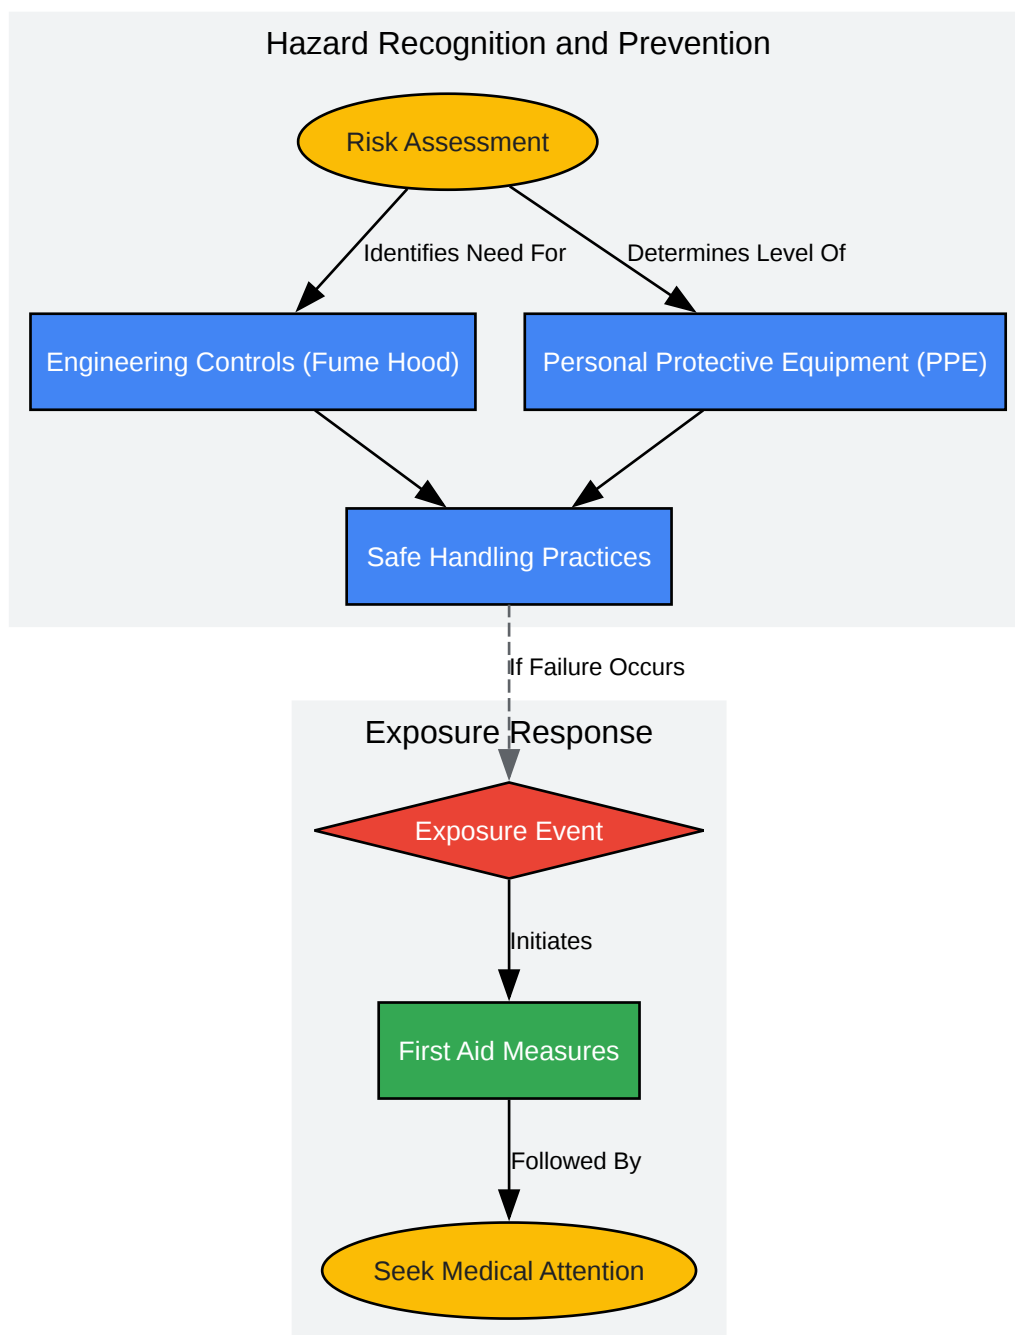 Hazard Recognition and Prevention
Risk Assessment
Identifies Need For
Determines Level Of
Engineering Controls (Fume Hood)
Personal Protective Equipment (PPE)
Safe Handling Practices
If Failure Occurs
Exposure Response
Exposure Event
Initiates
First Aid Measures
Followed By
Seek Medical Attention